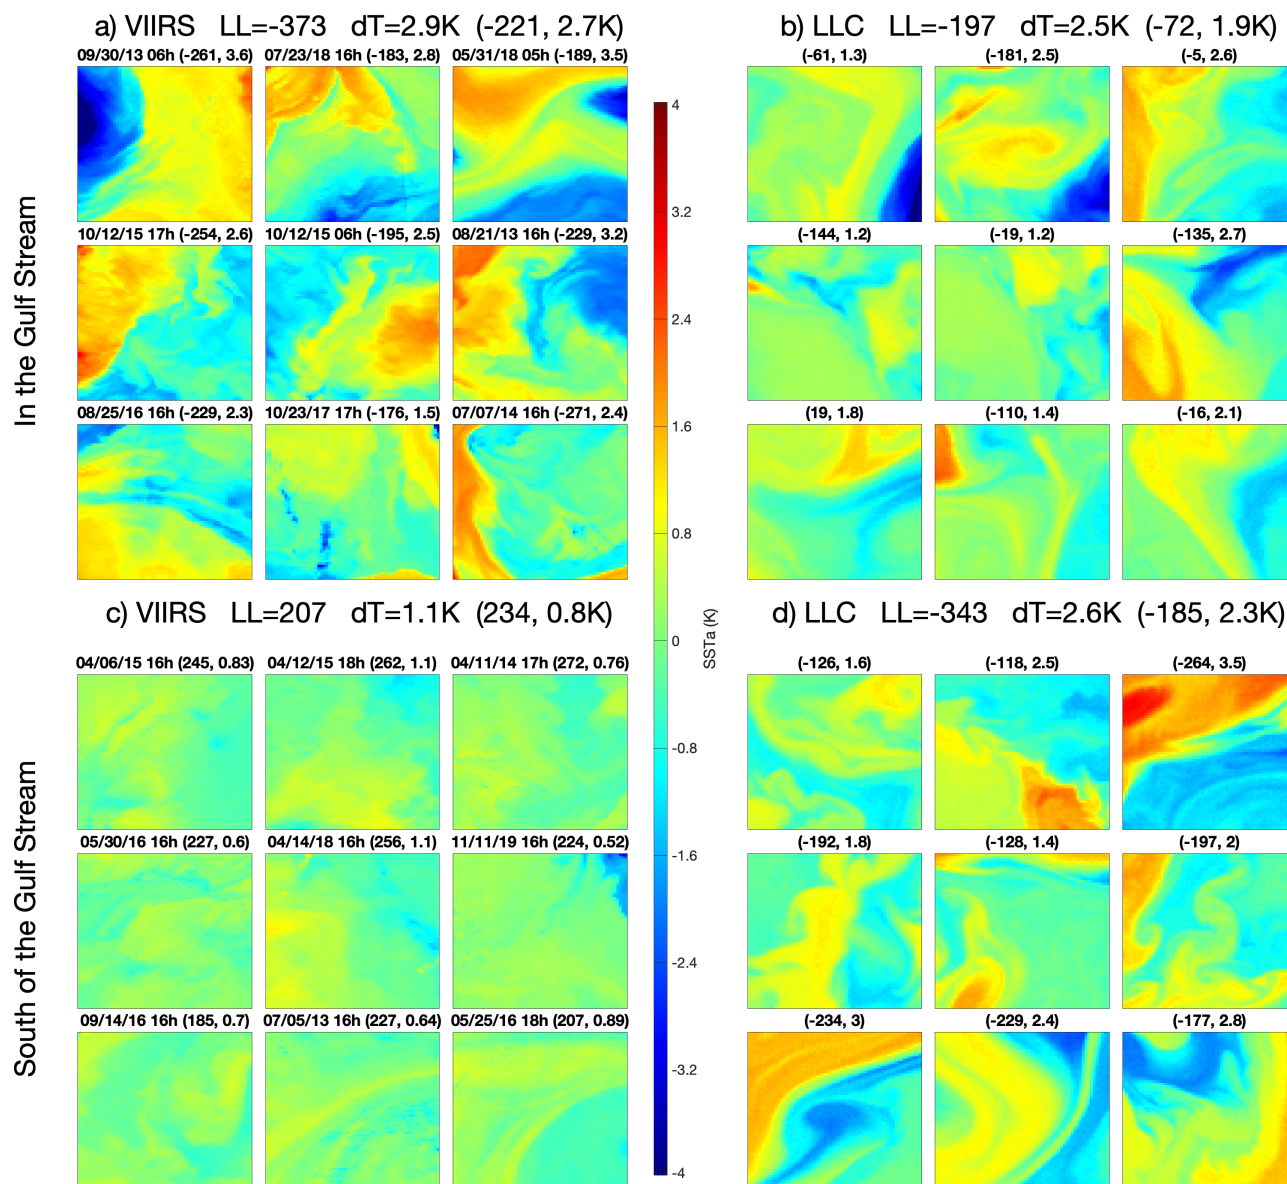 a) VIIRS LL=-373 dT=2.9K (-221, 2.7K)
09/30/13 06h (-261, 3.6) 07/23/18 16h (-183, 2.8) 05/31/18 05h (-189, 3.5)
10/12/15 17h (-254, 2.6) 10/12/15 06h (-195, 2.5) 08/21/13 16h (-229, 3.2)
08/25/16 16h (-229, 2.3) 10/23/17 17h (-176, 1.5) 07/07/14 16h (-271, 2.4)
In the Gulf Stream
b) LLC LL=-197 dT=2.5K (-72, 1.9K)
(-61, 1.3) (-181, 2.5) (-5, 2.6)
(-144, 1.2) (-19, 1.2) (-135, 2.7)
(19, 1.8) (-110, 1.4) (-16, 2.1)
4
3.2
2.4
1.6
0.8
0
-0.8
-1.6
-2.4
-3.2
-4
SSTa (K)
c) VIIRS LL=207 dT=1.1K (234, 0.8K)
04/06/15 16h (245, 0.83) 04/12/15 18h (262, 1.1) 04/11/14 17h (272, 0.76)
05/30/16 16h (227, 0.6) 04/14/18 16h (256, 1.1) 11/11/19 16h (224, 0.52)
09/14/16 16h (185, 0.7) 07/05/13 16h (227, 0.64) 05/25/16 18h (207, 0.89)
South of the Gulf Stream
d) LLC LL=-343 dT=2.6K (-185, 2.3K)
(-126, 1.6) (-118, 2.5) (-264, 3.5)
(-192, 1.8) (-128, 1.4) (-197, 2)
(-234, 3) (-229, 2.4) (-177, 2.8)